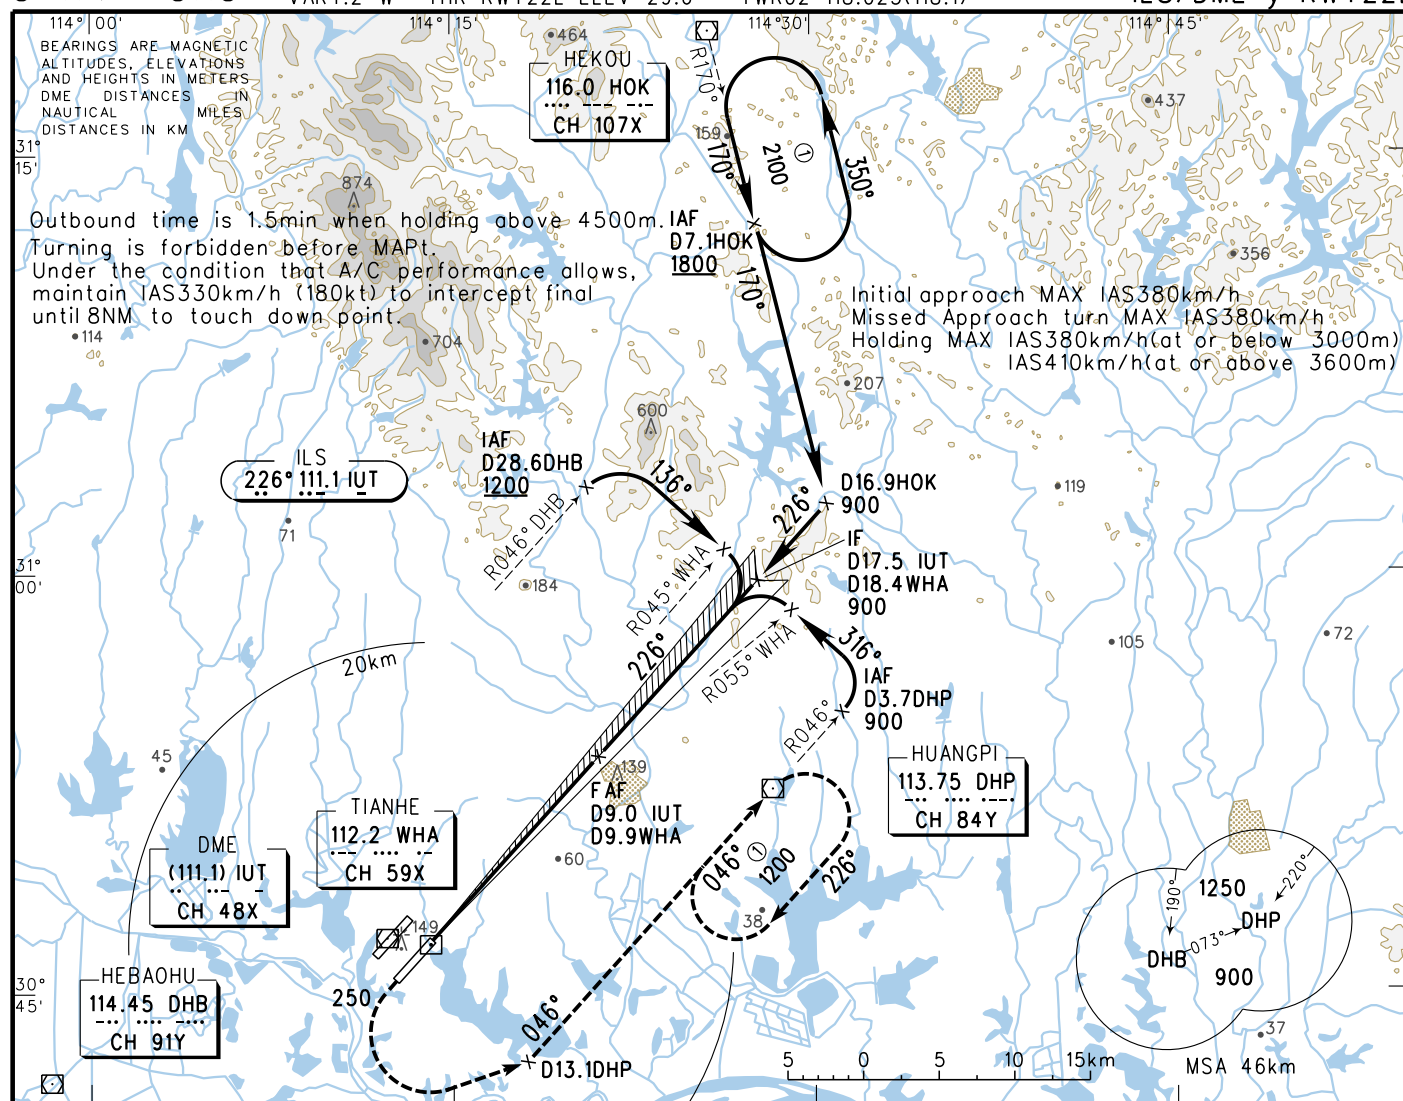 VAR4.2° W
114°00'
114°15'
114°30'
114°45'
BEARINGS ARE MAGNETIC
ALTITUDES, ELEVATIONS
AND HEIGHTS IN METERS
DME DISTANCES IN
NAUTICAL MILES
DISTANCES IN KM
464
HEKOU
116.0 HOK
CH 107X
R170°
437
159
170°
2100
①
350°
31°
15'
874
Outbound time is 1.5min when holding above 4500m.
Turning is forbidden before MAPt.
Under the condition that A/C performance allows,
maintain IAS330km/h (180kt) to intercept final
until 8NM to touch down point.
IAF
D7.1HOK
1800
170°
356
Initial approach MAX IAS380km/h
Missed Approach turn MAX IAS380km/h
Holding MAX IAS380km/h(at or below 3000m)
IAS410km/h(at or above 3600m)
114
704
207
600
IAF
D28.6DHB
1200
136°
ILS
226° 111.1 IUT
D16.9HOK
900
226°
119
71
R046° DHB
IF
D17.5 IUT
D18.4WHA
900
31°
00'
184
R045° WHA
226°
R055° WHA
316°
105
72
20km
IAF
D3.7DHP
900
R046°
45
139
HUANGPI
113.75 DHP
CH 84Y
FAF
D9.0 IUT
D9.9WHA
TIANHE
112.2 WHA
CH 59X
DME
(111.1) IUT
CH 48X
60
046°
①
1200
226°
38
149
1250
190°
220°
DHP
073°
DHB
900
HEBAOHU
114.45 DHB
CH 91Y
30°
45'
250
046°
D13.1DHP
37
5 0 5 10 15km
MSA 46km